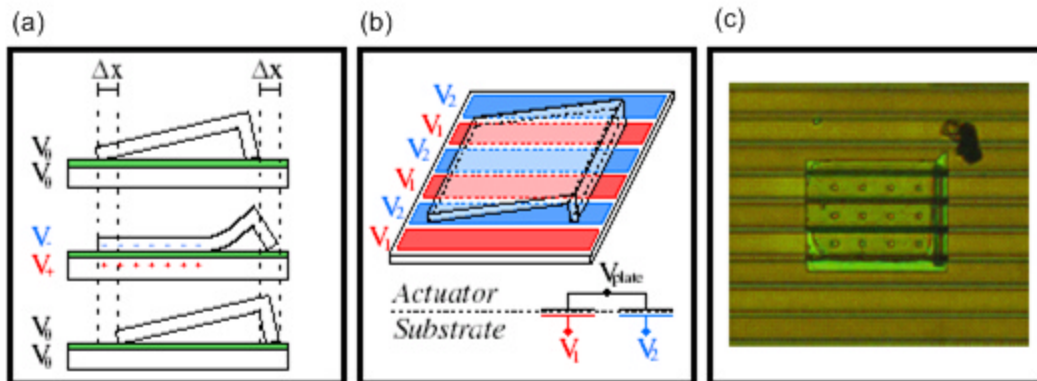 (a)
(b)
(c)
Δx Δx
V₀
V₀
V-
V+
V₀
V₀
V₂
V₁
V₂
V₁
V₂
V₁
Vplate
Actuator
Substrate
V₁ V₂